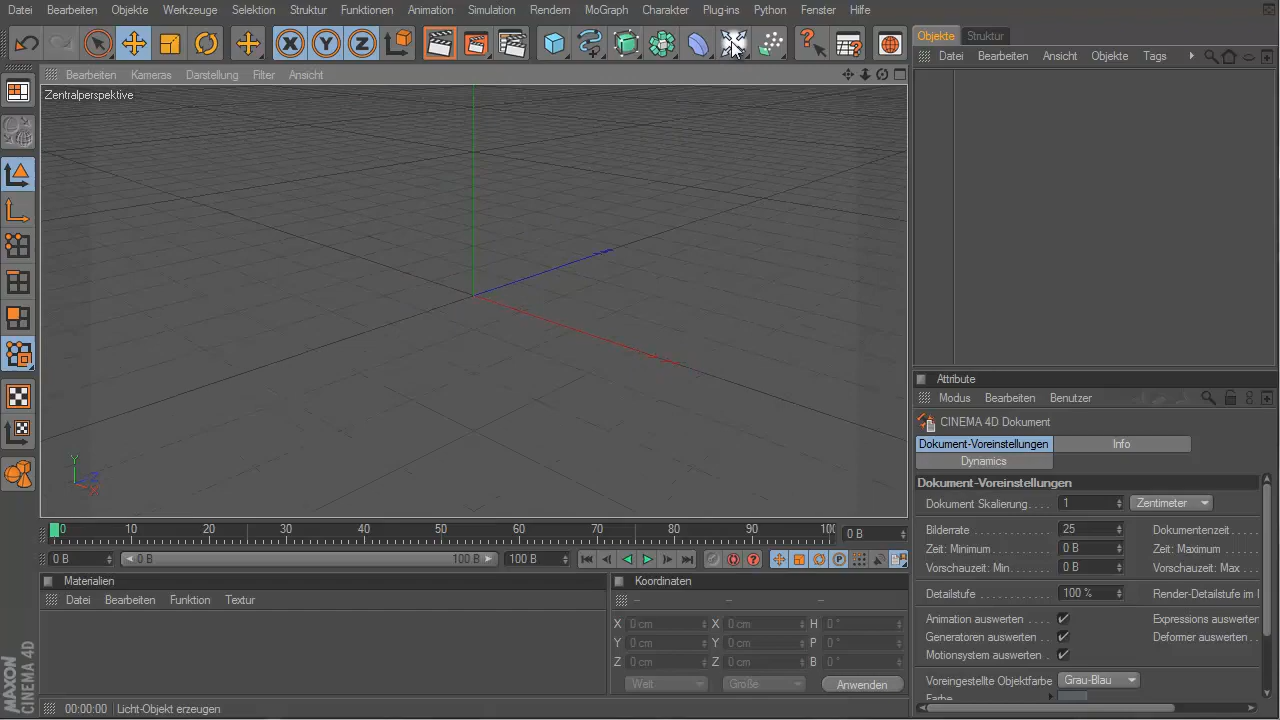 Datei Bearbeiten Objekte Werkzeuge Selektion Struktur Funktionen Animation Simulation Rendern MoGraph Charakter Plug-ins Python Fenster Hilfe
Objekte Struktur
Datei Bearbeiten Ansicht Objekte Tags
Bearbeiten Kameras Darstellung Filter Ansicht
Zentralperspektive
X Y Z
Y Z X
Attribute
Modus Bearbeiten Benutzer
CINEMA 4D Dokument
Dokument-Voreinstellungen Info
Dynamics
Dokument-Voreinstellungen
Dokument Skalierung. . . . 1 Zentimeter
Bilderrate 25 Dokumentenzeit
Zeit: Minimum 0 B Zeit: Maximum
Vorschauzeit: Min. 0 B Vorschauzeit: Max
Detailstufe 100 % Render-Detailstufe im
Animation auswerten Expressions auswerten
Generatoren auswerten Deformer auswerten
Motionsystem auswerten
Voreingestellte Objektfarbe Grau-Blau
Farbe
0 10 20 30 40 50 60 70 80 90 100 0 B
0 B 0 B 100 B 100 B
Materialien
Datei Bearbeiten Funktion Textur
Koordinaten
-- -- --
X 0 cm X 0 cm H 0 °
Y 0 cm Y 0 cm P 0 °
Z 0 cm Z 0 cm B 0 °
Welt Größe Anwenden
MAXON
CINEMA 4D
00:00:00 Licht-Objekt erzeugen